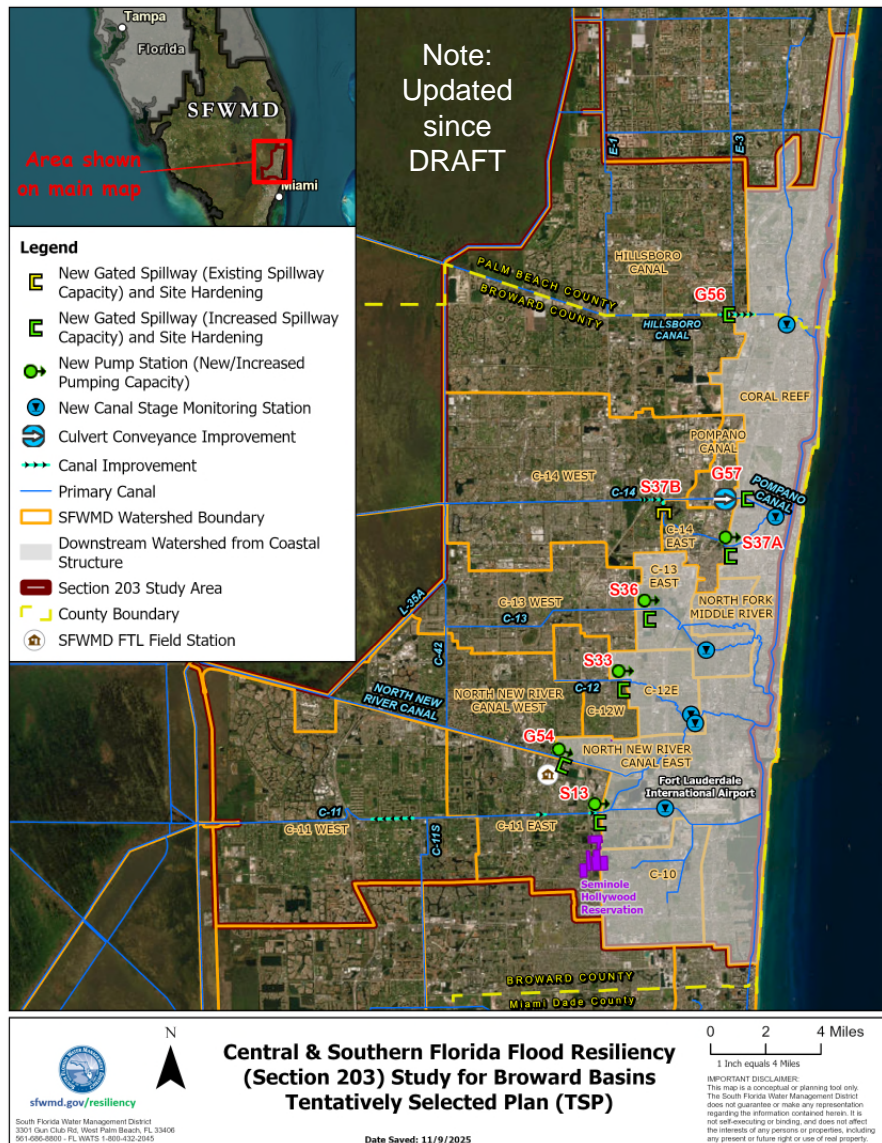 Tampa
Florida
SFWMD
Area shown
on main map
Miami
Note:
Updated
since
DRAFT
Legend
New Gated Spillway (Existing Spillway
Capacity) and Site Hardening
New Gated Spillway (Increased Spillway
Capacity) and Site Hardening
New Pump Station (New/Increased
Pumping Capacity)
New Canal Stage Monitoring Station
Culvert Conveyance Improvement
Canal Improvement
Primary Canal
SFWMD Watershed Boundary
Downstream Watershed from Coastal
Structure
Section 203 Study Area
County Boundary
SFWMD FTL Field Station
E-1
E-3
HILLSBORO
CANAL
PALM BEACH COUNTY
BROWARD COUNTY
G56
HILLSBORO
CANAL
CORAL REEF
POMPANO
CANAL
C-14 WEST
S37B
G57
C-14
POMPANO
CANAL
C-14
EAST
S37A
C-13
EAST
S36
NORTH FORK
MIDDLE RIVER
L-35A
C-13 WEST
C-13
C-42
S33
C-12
C-12E
C-12W
NORTH NEW
RIVER CANAL
NORTH NEW RIVER
CANAL WEST
G54
NORTH NEW RIVER
CANAL EAST
Fort Lauderdale
International Airport
S13
C-11
C-11 WEST
C-11S
C-11 EAST
C-10
Seminole
Hollywood
Reservation
BROWARD COUNTY
Miami Dade County
sfwmd.gov/resiliency
South Florida Water Management District
3301 Gun Club Rd, West Palm Beach, FL 33406
561-686-8800 - FL WATS 1-800-432-2045
N
Central & Southern Florida Flood Resiliency
(Section 203) Study for Broward Basins
Tentatively Selected Plan (TSP)
Date Saved: 11/9/2025
0 2 4 Miles
1 Inch equals 4 Miles
IMPORTANT DISCLAIMER:
This map is a conceptual or planning tool only.
The South Florida Water Management District
does not guarantee or make any representation
regarding the information contained herein. It is
not self-executing or binding, and does not affect
the interests of any persons or properties, including
any present or future right or use of real property.